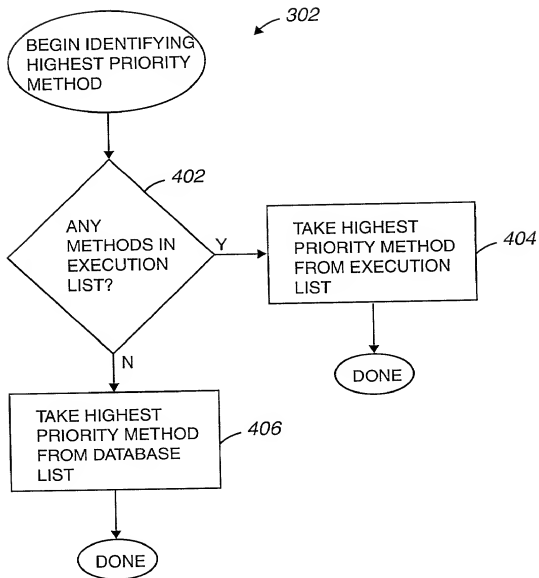 302
BEGIN IDENTIFYING
HIGHEST PRIORITY
METHOD
402
ANY
METHODS IN
EXECUTION
LIST?
Y
TAKE HIGHEST
PRIORITY METHOD
FROM EXECUTION
LIST
404
DONE
N
TAKE HIGHEST
PRIORITY METHOD
FROM DATABASE
LIST
406
DONE